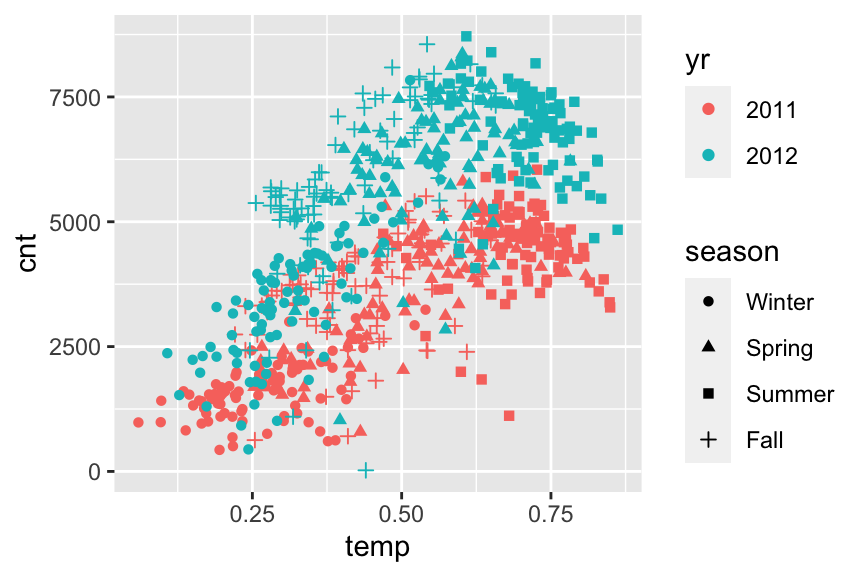 cnt
7500
5000
2500
0
0.25 0.50 0.75
temp
yr
2011
2012
season
Winter
Spring
Summer
Fall